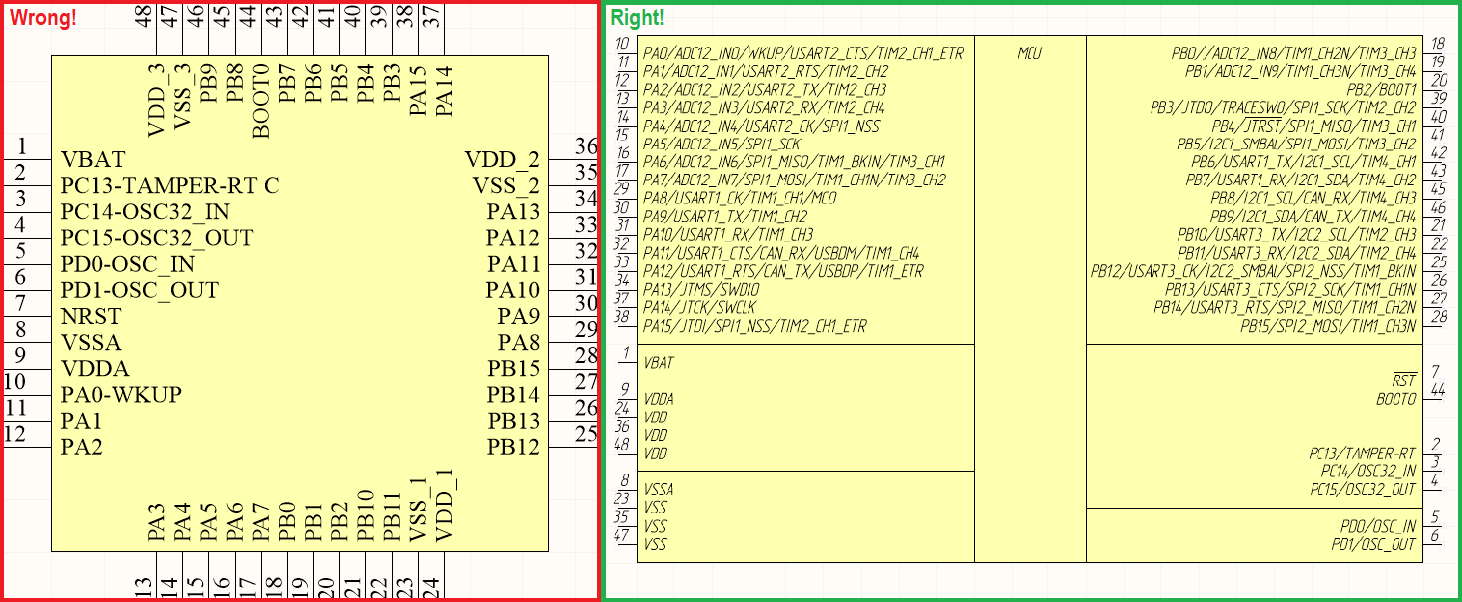 Wrong!
48 47 46 45 44 43 42 41 40 39 38 37
VDD_3 VSS_3 PB9 PB8 BOOT0 PB7 PB6 PB5 PB4 PB3 PA15 PA14
1 VBAT VDD_2 36
2 PC13-TAMPER-RT C VSS_2 35
3 PC14-OSC32_IN PA13 34
4 PC15-OSC32_OUT PA12 33
5 PD0-OSC_IN PA11 32
6 PD1-OSC_OUT PA10 31
7 NRST PA9 30
8 VSSA PA8 29
9 VDDA PB15 28
10 PA0-WKUP PB14 27
11 PA1 PB13 26
12 PA2 PB12 25
PA3 PA4 PA5 PA6 PA7 PB0 PB1 PB2 PB10 PB11 VSS_1 VDD_1
13 14 15 16 17 18 19 20 21 22 23 24
Right!
MCU
10 PA0/ADC12_IN0/WKUP/USART2_CTS/TIM2_CH1_ETR
11 PA1/ADC12_IN1/USART2_RTS/TIM2_CH2
12 PA2/ADC12_IN2/USART2_TX/TIM2_CH3
13 PA3/ADC12_IN3/USART2_RX/TIM2_CH4
14 PA4/ADC12_IN4/USART2_CK/SPI1_NSS
15 PA5/ADC12_IN5/SPI1_SCK
16 PA6/ADC12_IN6/SPI1_MISO/TIM1_BKIN/TIM3_CH1
17 PA7/ADC12_IN7/SPI1_MOSI/TIM1_CH1N/TIM3_CH2
29 PA8/USART1_CK/TIM1_CH1/MCO
30 PA9/USART1_TX/TIM1_CH2
31 PA10/USART1_RX/TIM1_CH3
32 PA11/USART1_CTS/CAN_RX/USBDM/TIM1_CH4
33 PA12/USART1_RTS/CAN_TX/USBDP/TIM1_ETR
34 PA13/JTMS/SWDIO
37 PA14/JTCK/SWCLK
38 PA15/JTDI/SPI1_NSS/TIM2_CH1_ETR
1 VBAT
9 VDDA
24 VDD
36 VDD
48 VDD
8 VSSA
23 VSS
35 VSS
47 VSS
PB0//ADC12_IN8/TIM1_CH2N/TIM3_CH3 18
PB1/ADC12_IN9/TIM1_CH3N/TIM3_CH4 19
PB2/BOOT1 20
PB3/JTDO/TRACESWO/SPI1_SCK/TIM2_CH2 39
PB4/JTRST/SPI1_MISO/TIM3_CH1 40
PB5/I2C1_SMBAI/SPI1_MOSI/TIM3_CH2 41
PB6/USART1_TX/I2C1_SCL/TIM4_CH1 42
PB7/USART1_RX/I2C1_SDA/TIM4_CH2 43
PB8/I2C1_SCL/CAN_RX/TIM4_CH3 45
PB9/I2C1_SDA/CAN_TX/TIM4_CH4 46
PB10/USART3_TX/I2C2_SCL/TIM2_CH3 21
PB11/USART3_RX/I2C2_SDA/TIM2_CH4 22
PB12/USART3_CK/I2C2_SMBAI/SPI2_NSS/TIM1_BKIN 25
PB13/USART3_CTS/SPI2_SCK/TIM1_CH1N 26
PB14/USART3_RTS/SPI2_MISO/TIM1_CH2N 27
PB15/SPI2_MOSI/TIM1_CH3N 28
RST 7
BOOT0 44
PC13/TAMPER-RT 2
PC14/OSC32_IN 3
PC15/OSC32_OUT 4
PD0/OSC_IN 5
PD1/OSC_OUT 6